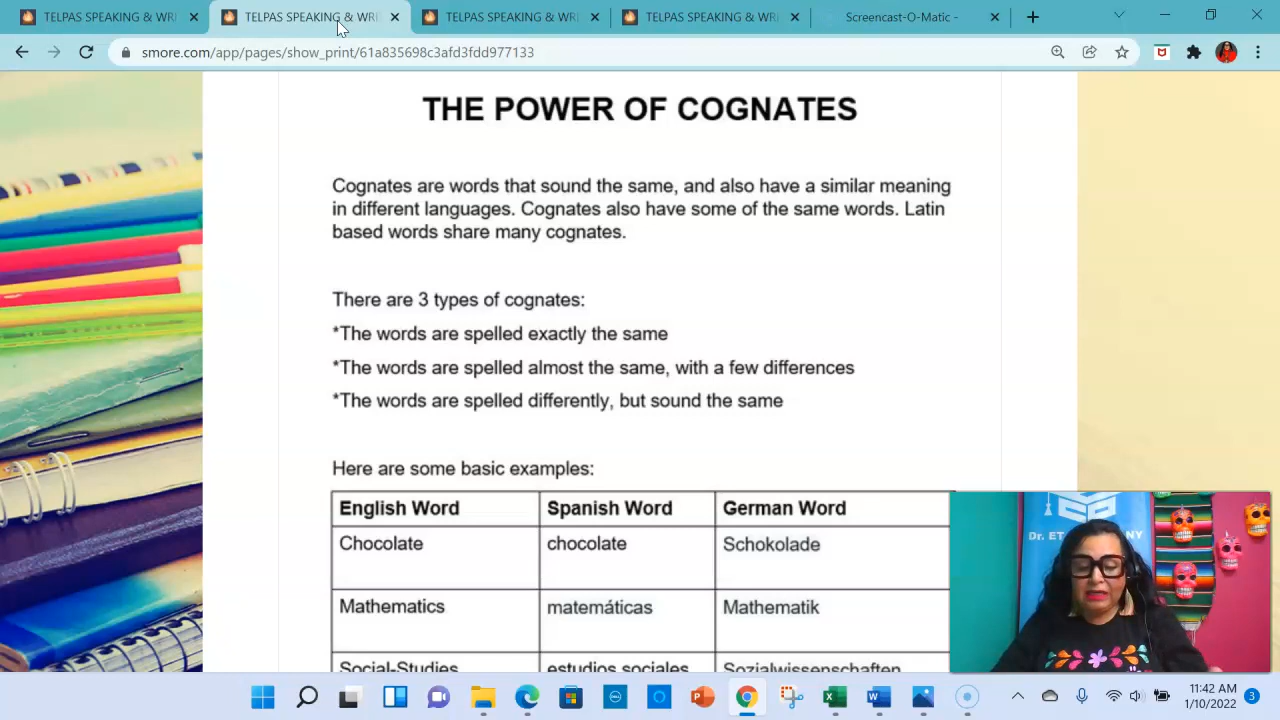 TELPAS SPEAKING & WRI
TELPAS SPEAKING & WRI
TELPAS SPEAKING & WRI
TELPAS SPEAKING & WRI
Screencast-O-Matic -
smore.com/app/pages/show_print/61a835698c3afd3fdd977133
THE POWER OF COGNATES
Cognates are words that sound the same, and also have a similar meaning
in different languages. Cognates also have some of the same words. Latin
based words share many cognates.
There are 3 types of cognates:
*The words are spelled exactly the same
*The words are spelled almost the same, with a few differences
*The words are spelled differently, but sound the same
Here are some basic examples:
English Word Spanish Word German Word
Chocolate chocolate Schokolade
Mathematics matemáticas Mathematik
Social-Studies estudios sociales Sozialwissenschaften
Dr. ET NY
11:42 AM
1/10/2022
3